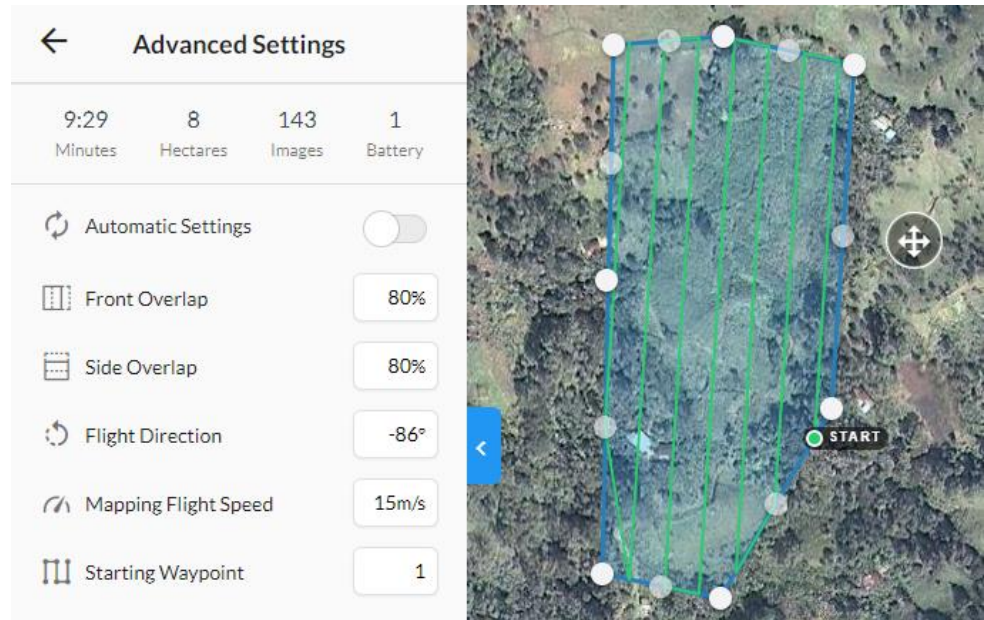 Advanced Settings
9:29 8 143 1
Minutes Hectares Images Battery
Automatic Settings
Front Overlap 80%
Side Overlap 80%
Flight Direction -86°
Mapping Flight Speed 15m/s
Starting Waypoint 1
START